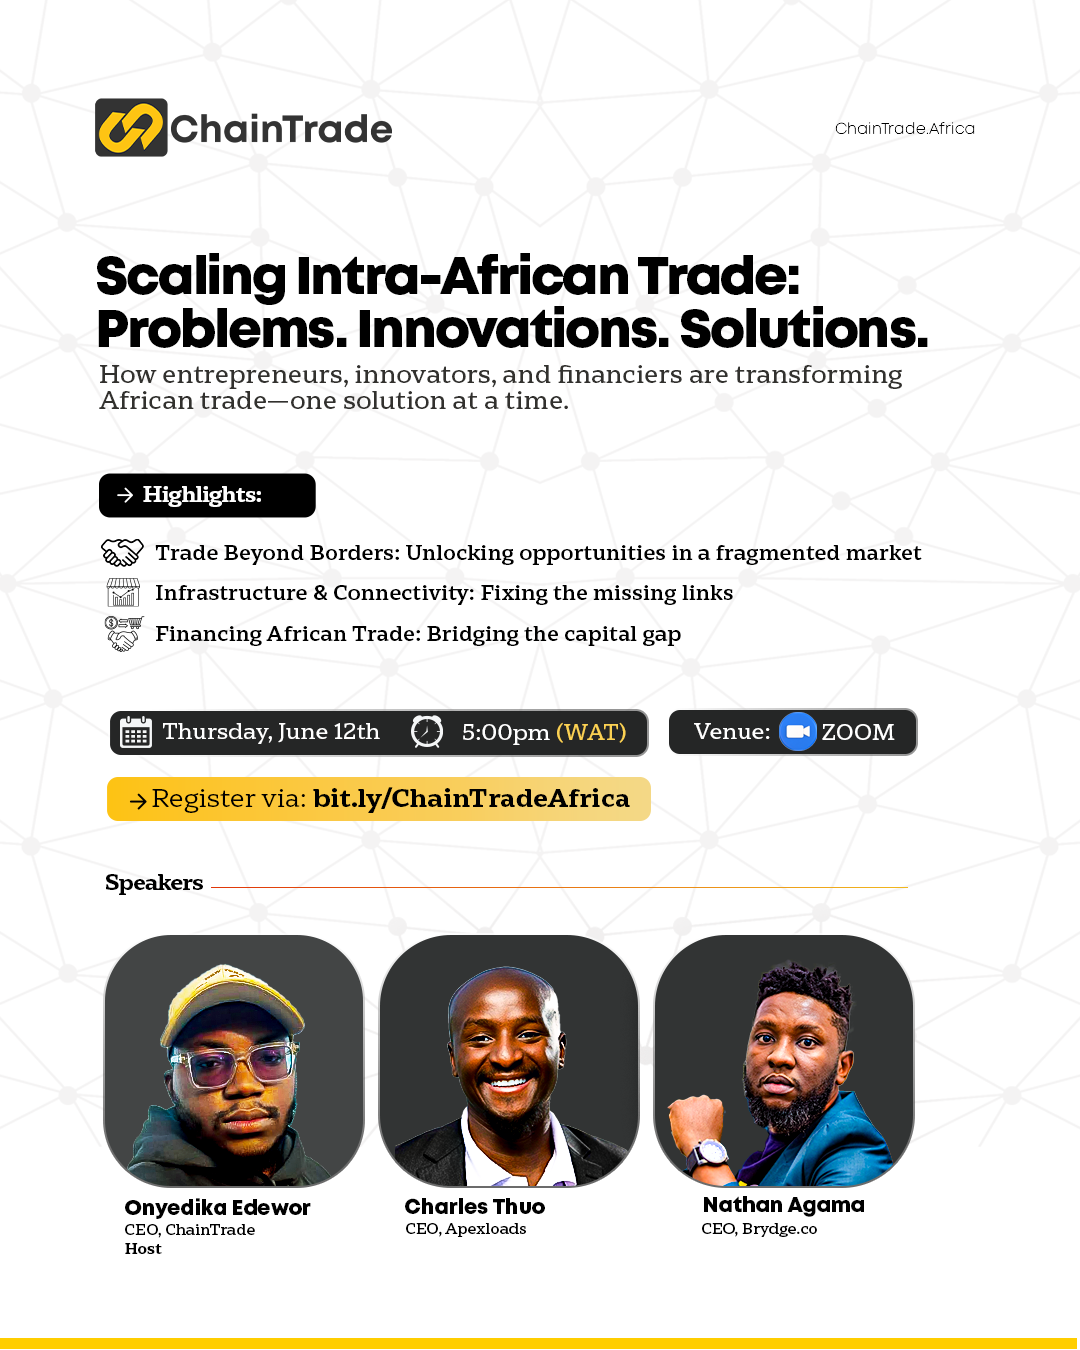 ChainTrade
ChainTrade.Africa
Scaling Intra-African Trade:
Problems. Innovations. Solutions.
How entrepreneurs, innovators, and financiers are transforming
African trade—one solution at a time.
→ Highlights:
Trade Beyond Borders: Unlocking opportunities in a fragmented market
Infrastructure & Connectivity: Fixing the missing links
Financing African Trade: Bridging the capital gap
Thursday, June 12th 5:00pm (WAT)
Venue: ZOOM
→ Register via: bit.ly/ChainTradeAfrica
Speakers
Onyedika Edewor
CEO, ChainTrade
Host
Charles Thuo
CEO, Apexloads
Nathan Agama
CEO, Brydge.co